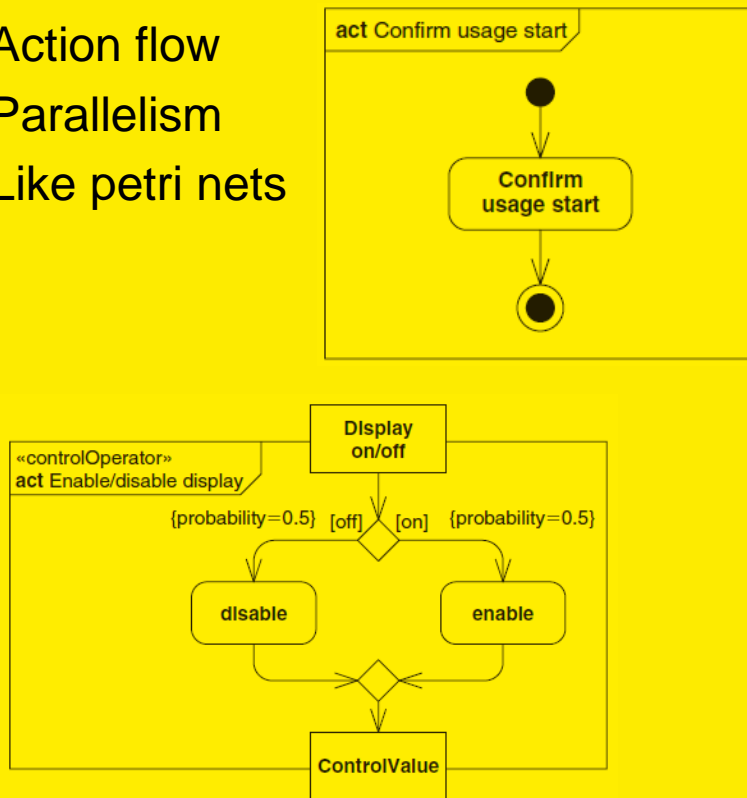 Action flow
Parallelism
Like petri nets
act Confirm usage start
Confirm
usage start
Display
on/off
«controlOperator»
act Enable/disable display
{probability=0.5} [off] [on] {probability=0.5}
disable
enable
ControlValue